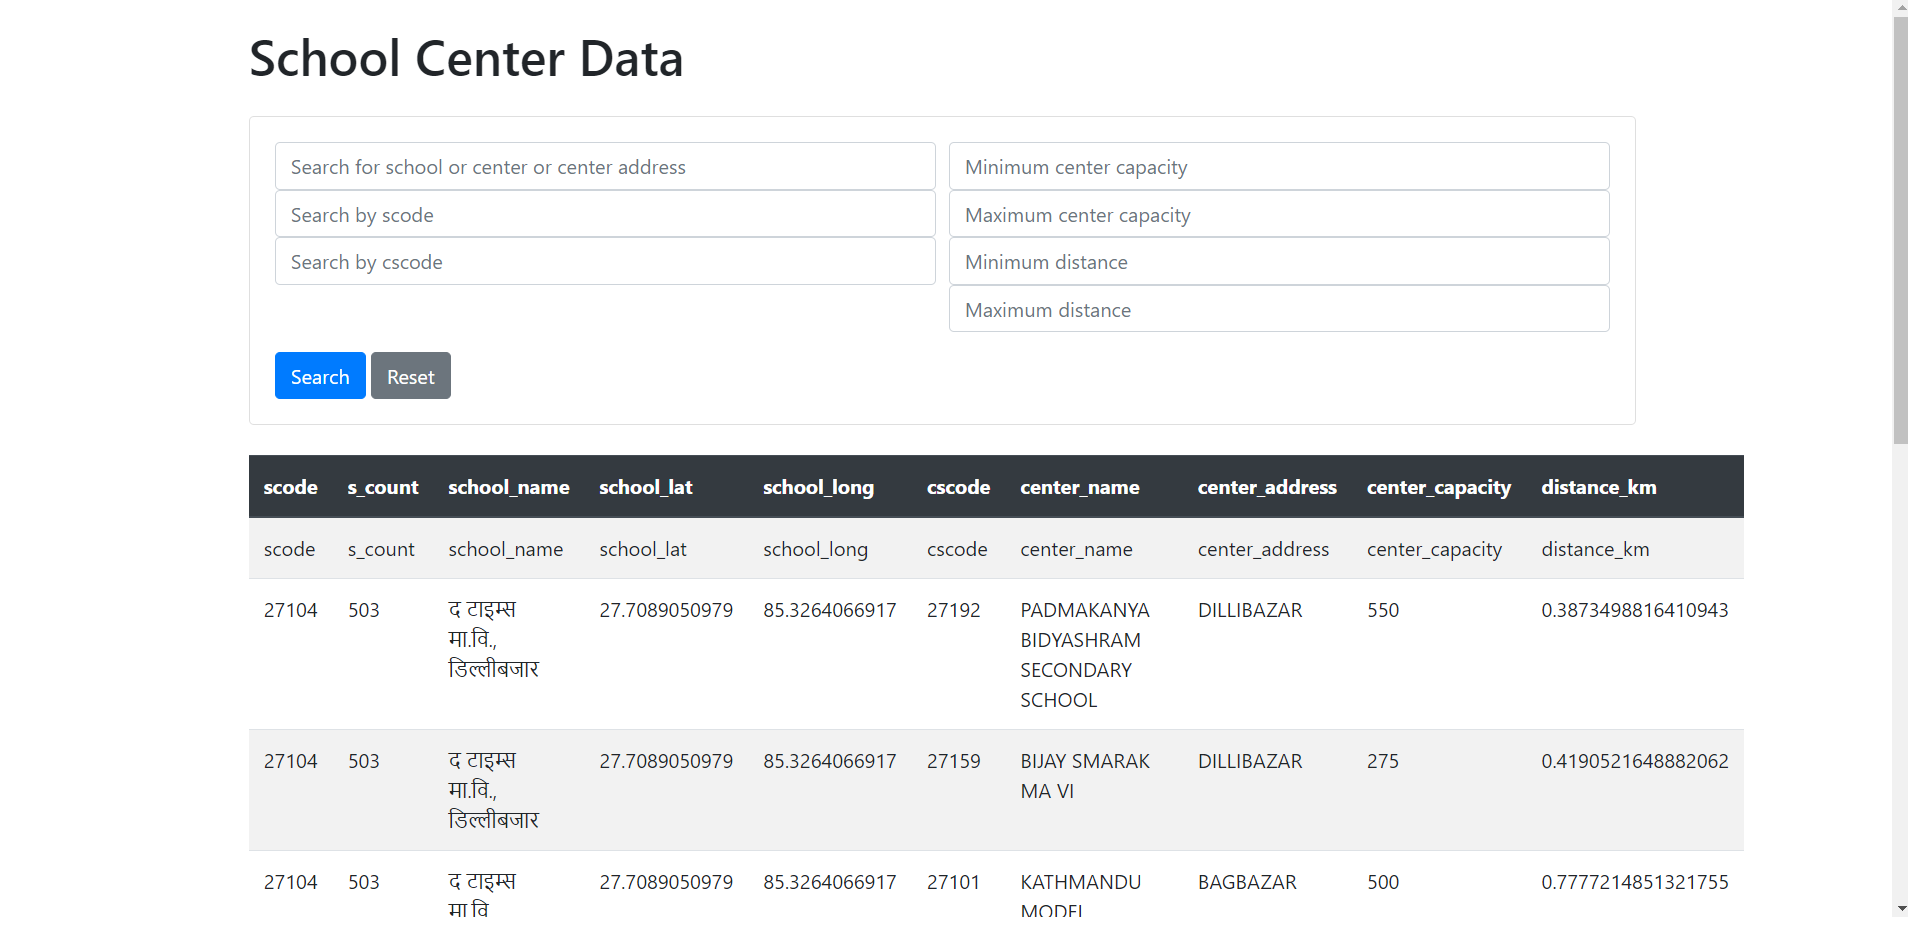 School Center Data
Search for school or center or center address
Minimum center capacity
Search by scode
Maximum center capacity
Search by cscode
Minimum distance
Maximum distance
Search Reset
scode s_count school_name school_lat school_long cscode center_name center_address center_capacity distance_km
scode s_count school_name school_lat school_long cscode center_name center_address center_capacity distance_km
27104 503 द टाइम्स 27.7089050979 85.3264066917 27192 PADMAKANYA DILLIBAZAR 550 0.3873498816410943
मा.वि., BIDYASHRAM
डिल्लीबजार SECONDARY
SCHOOL
27104 503 द टाइम्स 27.7089050979 85.3264066917 27159 BIJAY SMARAK DILLIBAZAR 275 0.4190521648882062
मा.वि., MA VI
डिल्लीबजार
27104 503 द टाइम्स 27.7089050979 85.3264066917 27101 KATHMANDU BAGBAZAR 500 0.7777214851321755